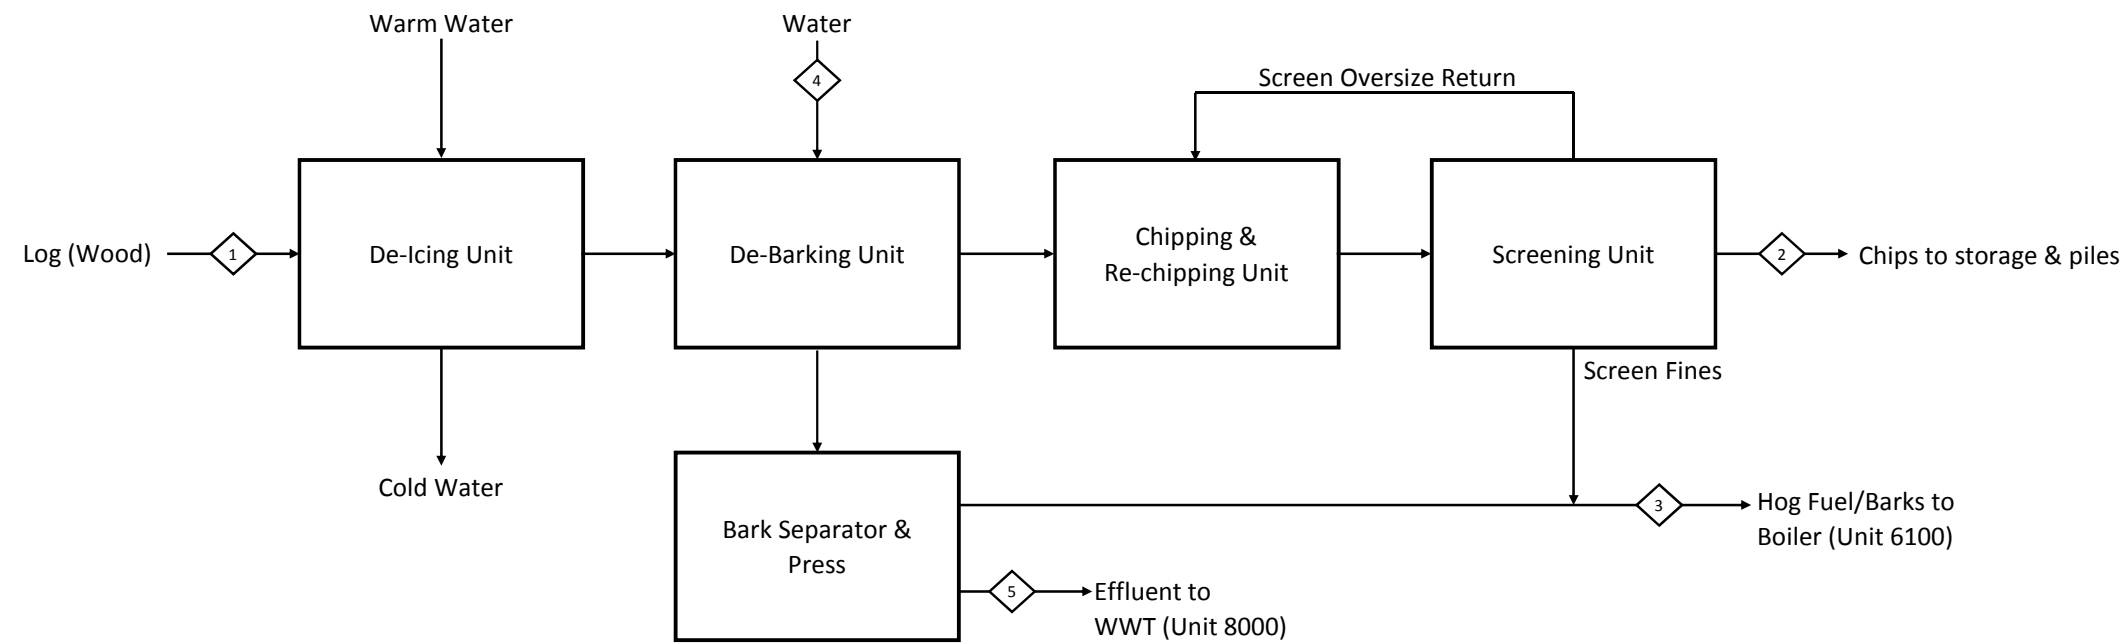 Warm Water
Water
4
Screen Oversize Return
Log (Wood)
1
De-Icing Unit
De-Barking Unit
Chipping &
Re-chipping Unit
Screening Unit
2
Chips to storage & piles
Screen Fines
Cold Water
Bark Separator &
Press
3
Hog Fuel/Barks to
Boiler (Unit 6100)
5
Effluent to
WWT (Unit 8000)